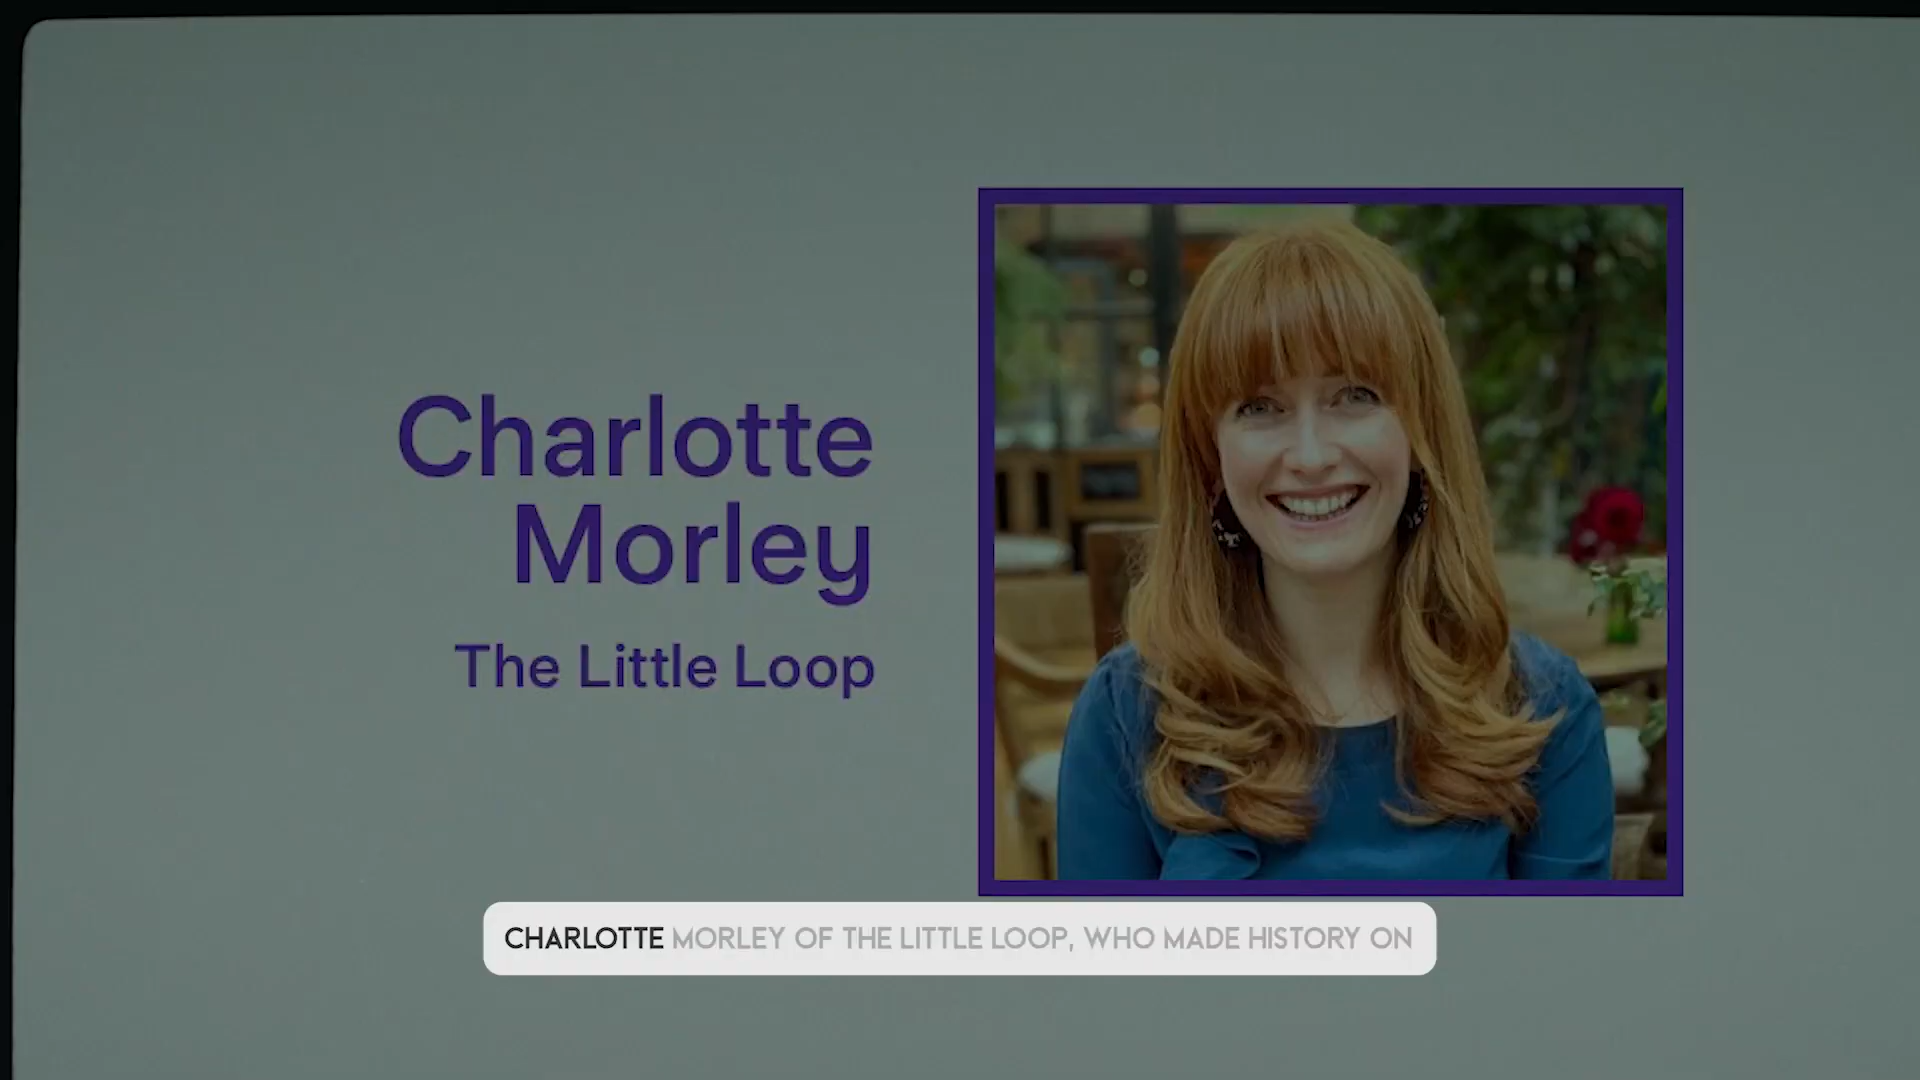 Charlotte
Morley
The Little Loop
CHARLOTTE MORLEY OF THE LITTLE LOOP, WHO MADE HISTORY ON